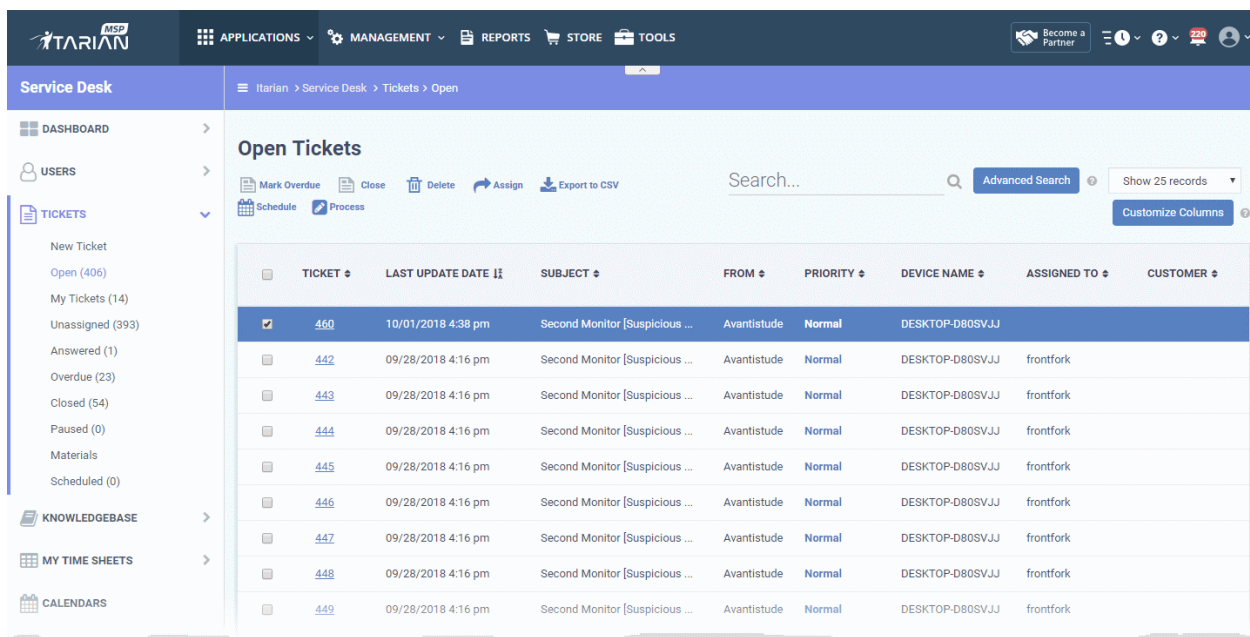 ITARIAN MSP APPLICATIONS MANAGEMENT REPORTS STORE TOOLS Become a Partner 220
Service Desk
Itarian > Service Desk > Tickets > Open
DASHBOARD
USERS
TICKETS
New Ticket
Open (406)
My Tickets (14)
Unassigned (393)
Answered (1)
Overdue (23)
Closed (54)
Paused (0)
Materials
Scheduled (0)
KNOWLEDGEBASE
MY TIME SHEETS
CALENDARS
Open Tickets
Mark Overdue Close Delete Assign Export to CSV
Schedule Process
Search... Advanced Search Show 25 records
Customize Columns
TICKET LAST UPDATE DATE SUBJECT FROM PRIORITY DEVICE NAME ASSIGNED TO CUSTOMER
460 10/01/2018 4:38 pm Second Monitor [Suspicious ... Avantistude Normal DESKTOP-D80SVJJ
442 09/28/2018 4:16 pm Second Monitor [Suspicious ... Avantistude Normal DESKTOP-D80SVJJ frontfork
443 09/28/2018 4:16 pm Second Monitor [Suspicious ... Avantistude Normal DESKTOP-D80SVJJ frontfork
444 09/28/2018 4:16 pm Second Monitor [Suspicious ... Avantistude Normal DESKTOP-D80SVJJ frontfork
445 09/28/2018 4:16 pm Second Monitor [Suspicious ... Avantistude Normal DESKTOP-D80SVJJ frontfork
446 09/28/2018 4:16 pm Second Monitor [Suspicious ... Avantistude Normal DESKTOP-D80SVJJ frontfork
447 09/28/2018 4:16 pm Second Monitor [Suspicious ... Avantistude Normal DESKTOP-D80SVJJ frontfork
448 09/28/2018 4:16 pm Second Monitor [Suspicious ... Avantistude Normal DESKTOP-D80SVJJ frontfork
449 09/28/2018 4:16 pm Second Monitor [Suspicious ... Avantistude Normal DESKTOP-D80SVJJ frontfork